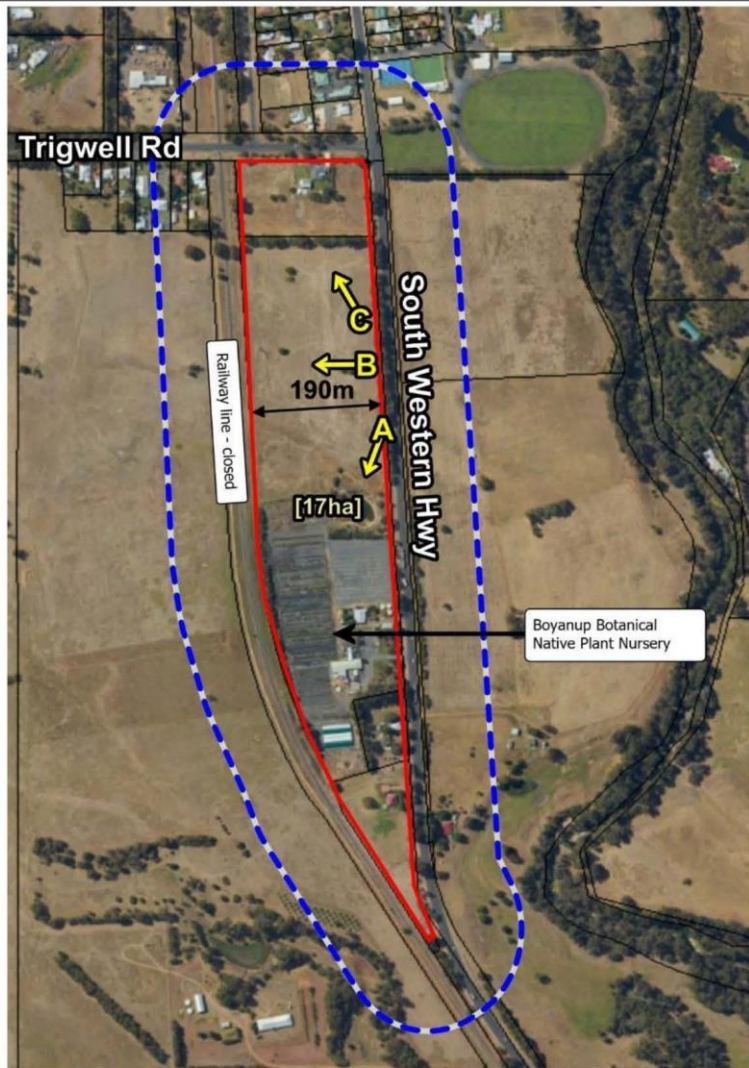 Trigwell Rd
South Western Hwy
C
B
190m
A
Railway line - closed
[17ha]
Boyanup Botanical
Native Plant Nursery